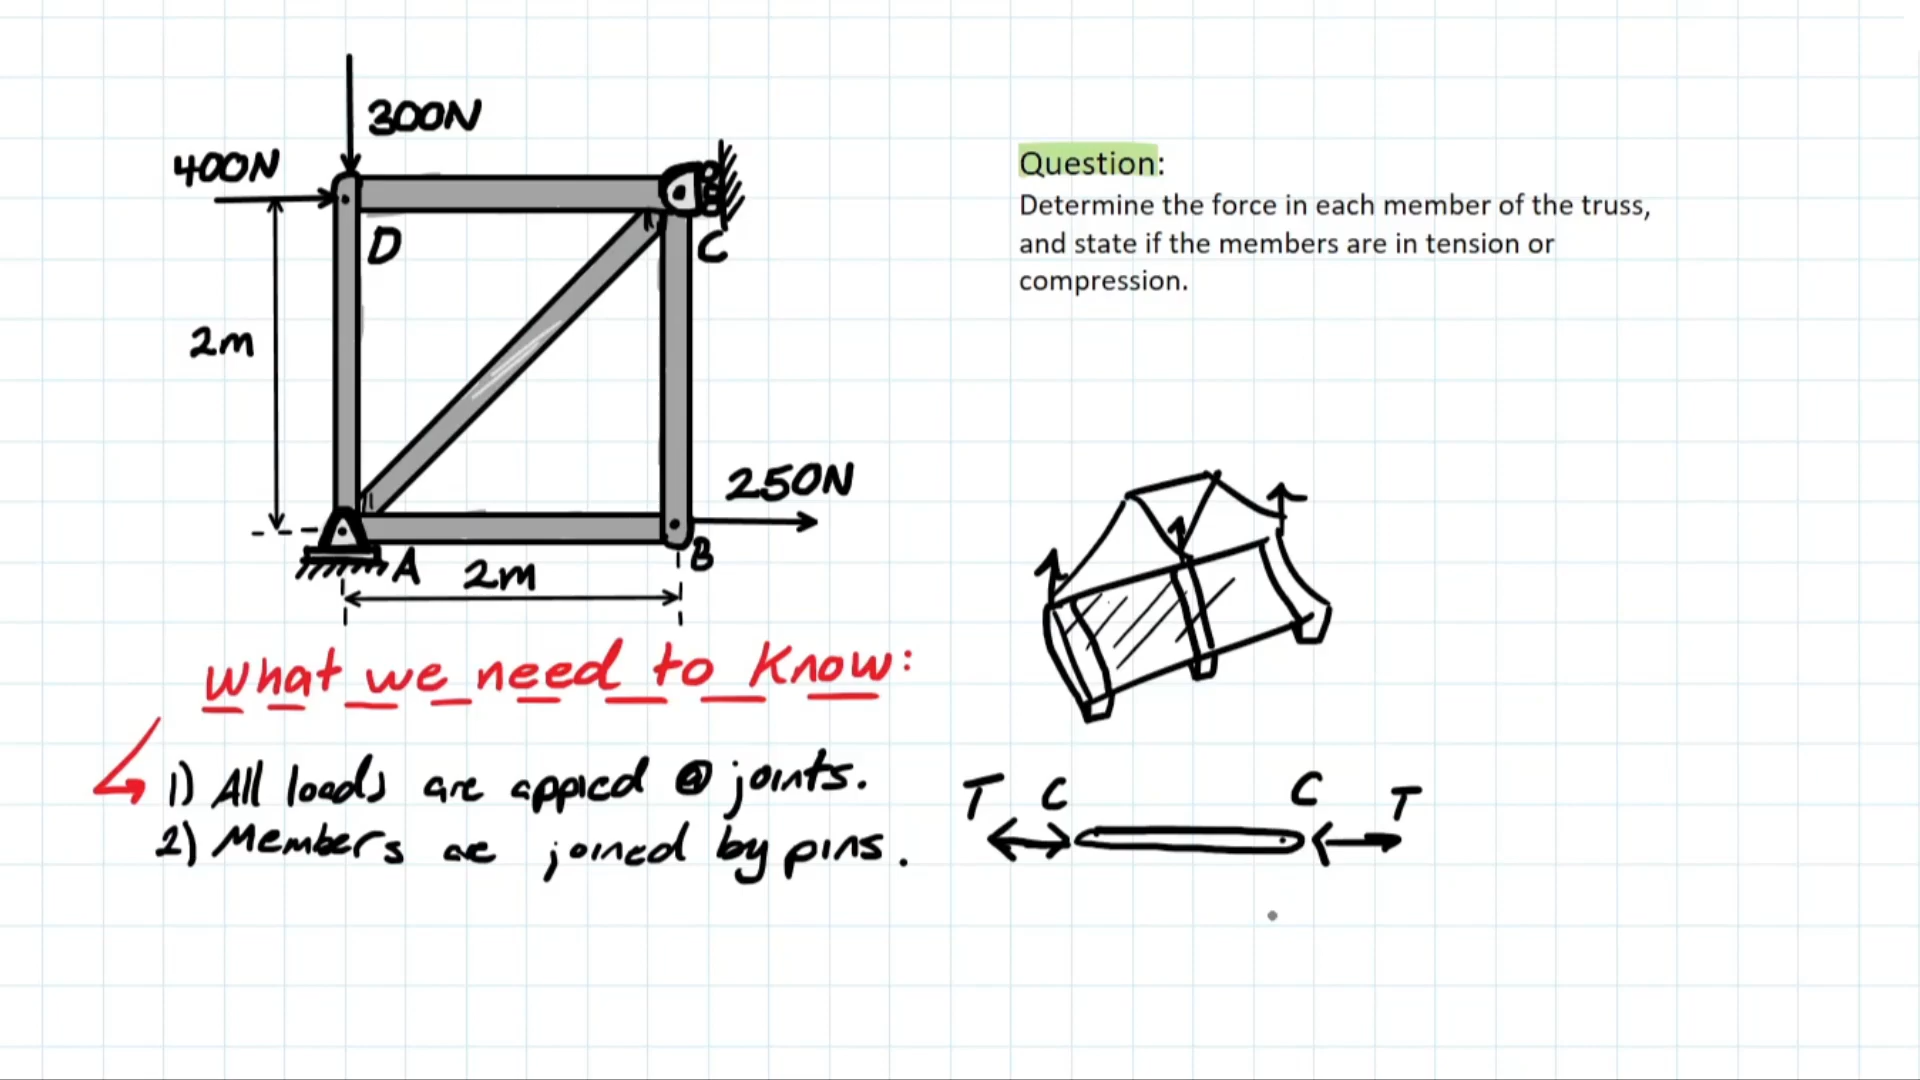 300N
400N
D
C
2m
250N
A
2m
B
Question:
Determine the force in each member of the truss,
and state if the members are in tension or
compression.
What we need to know:
1) All loads are appied @ joints.
2) Members are joined by pins.
T C
C T